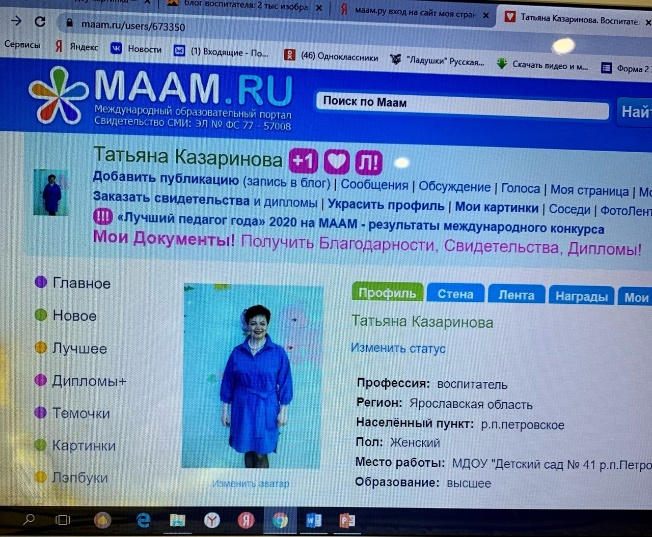 блог воспитателя: 2 тыс изобра
маам.ру вход на сайт моя стран
Татьяна Казаринова. Воспитате
maam.ru/users/673350
Сервисы
Яндекс
Новости
(1) Входящие - По...
(46) Одноклассники
"Ладушки" Русская...
Скачать видео и м...
Форма 2
MAAM.RU
Международный образовательный портал
Свидетельство СМИ: ЭЛ № ФС 77 - 57008
Поиск по Маам
Най
Татьяна Казаринова +1 Л!
Добавить публикацию (запись в блог) | Сообщения | Обсуждение | Голоса | Моя страница | Мо
Заказать свидетельства и дипломы | Украсить профиль | Мои картинки | Соседи | ФотоЛент
!!! «Лучший педагог года» 2020 на МААМ - результаты международного конкурса
Мои Документы! Получить Благодарности, Свидетельства, Дипломы!
Главное
Новое
Лучшее
Дипломы+
Темочки
Картинки
Лэпбуки
Изменить аватар
Профиль
Стена
Лента
Награды
Мои
Татьяна Казаринова
Изменить статус
Профессия: воспитатель
Регион: Ярославская область
Населённый пункт: р.п.петровское
Пол: Женский
Место работы: МДОУ "Детский сад № 41 р.п.Петро
Образование: высшее